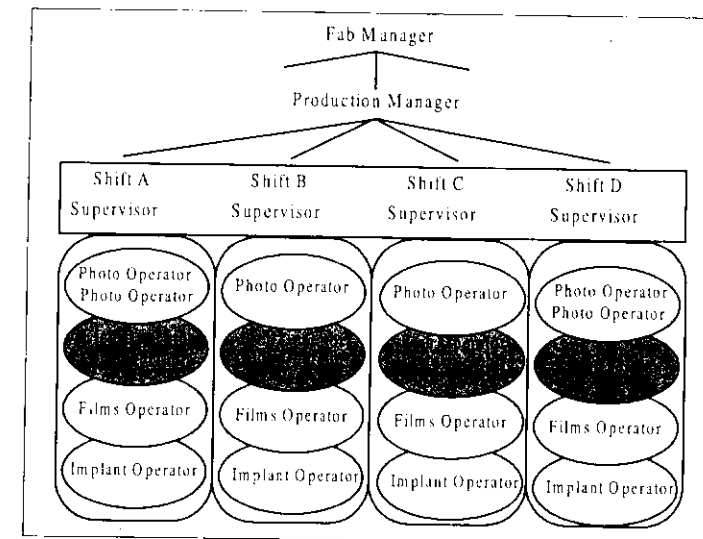 Fab Manager
Production Manager
Shift A Shift B Shift C Shift D
Supervisor Supervisor Supervisor Supervisor
Photo Operator
Photo Operator
Films Operator
Implant Operator
Photo Operator
Films Operator
Implant Operator
Photo Operator
Films Operator
Implant Operator
Photo Operator
Photo Operator
Films Operator
Implant Operator